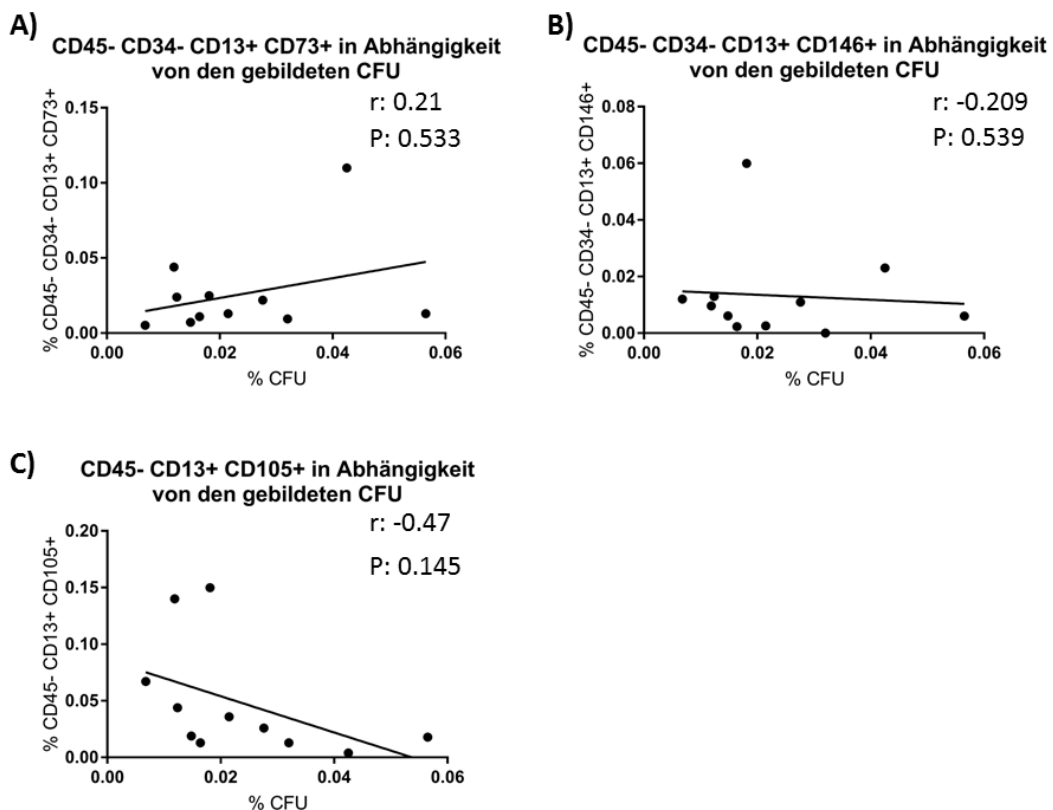 A)
CD45- CD34- CD13+ CD73+ in Abhängigkeit
von den gebildeten CFU
r: 0.21
P: 0.533
% CD45- CD34- CD13+ CD73+
0.15
0.10
0.05
0.00
0.00 0.02 0.04 0.06
% CFU
B)
CD45- CD34- CD13+ CD146+ in Abhängigkeit
von den gebildeten CFU
r: -0.209
P: 0.539
% CD45- CD34- CD13+ CD146+
0.08
0.06
0.04
0.02
0.00
0.00 0.02 0.04 0.06
% CFU
C)
CD45- CD13+ CD105+ in Abhängigkeit
von den gebildeten CFU
r: -0.47
P: 0.145
% CD45- CD13+ CD105+
0.20
0.15
0.10
0.05
0.00
0.00 0.02 0.04 0.06
% CFU